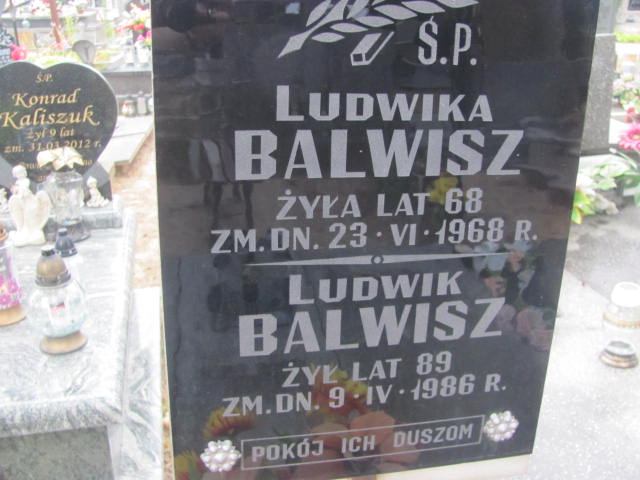 Ś.P.
LUDWIKA
BALWISZ
ŻYŁA LAT 68
ZM. DN. 23 · VI · 1968 R.
LUDWIK
BALWISZ
ŻYŁ LAT 89
ZM. DN. 9 · IV · 1986 R.
POKÓJ ICH DUSZOM
Ś.P.
Konrad
Kaliszuk
żył 9 lat
zm. 31.03.2012 r.